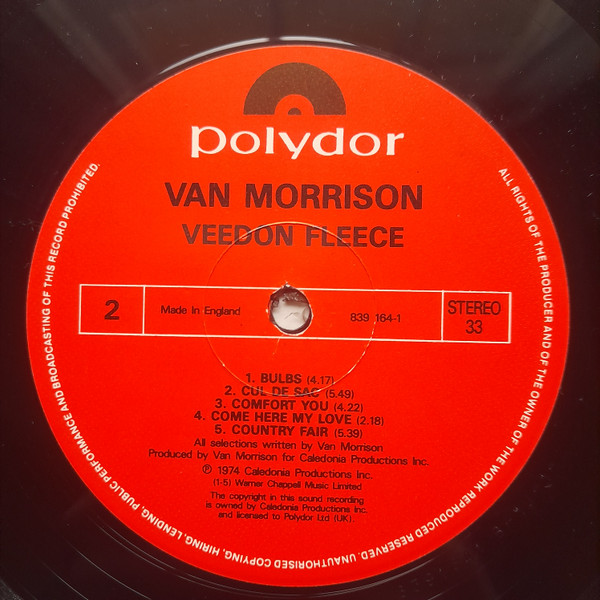 polydor
VAN MORRISON
VEEDON FLEECE
2
Made in England
839 164-1
STEREO
33
1. BULBS (4.17)
2. CUL DE SAC (5.49)
3. COMFORT YOU (4.22)
4. COME HERE MY LOVE (2.18)
5. COUNTRY FAIR (5.39)
All selections written by Van Morrison
Produced by Van Morrison for Caledonia Productions Inc.
℗ 1974 Caledonia Productions Inc.
(1-5) Warner Chappell Music Limited
The copyright in this sound recording
is owned by Caledonia Productions Inc.
and licensed to Polydor Ltd (UK).
ALL RIGHTS OF THE PRODUCER AND OF THE OWNER OF THE WORK REPRODUCED RESERVED. UNAUTHORISED COPYING, HIRING, LENDING, PUBLIC PERFORMANCE AND BROADCASTING OF THIS RECORD PROHIBITED.